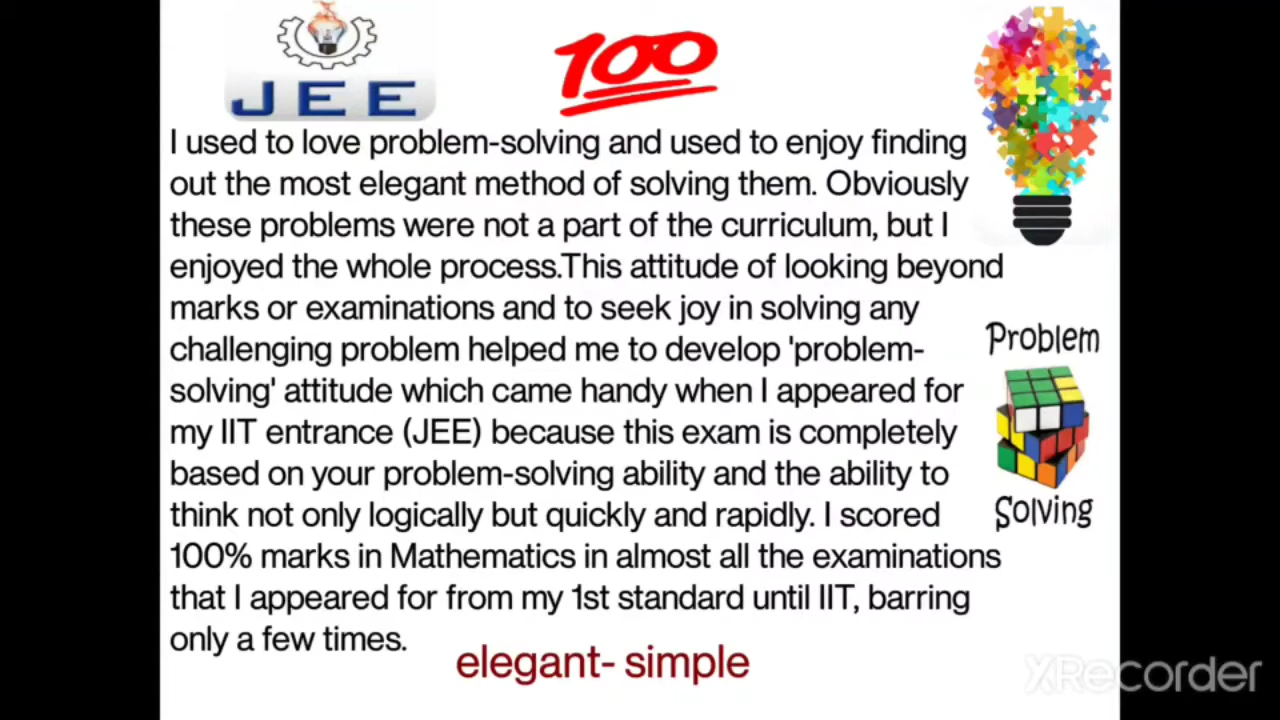 JEE
100
I used to love problem-solving and used to enjoy finding
out the most elegant method of solving them. Obviously
these problems were not a part of the curriculum, but I
enjoyed the whole process.This attitude of looking beyond
marks or examinations and to seek joy in solving any
challenging problem helped me to develop 'problem-
solving' attitude which came handy when I appeared for
my IIT entrance (JEE) because this exam is completely
based on your problem-solving ability and the ability to
think not only logically but quickly and rapidly. I scored
100% marks in Mathematics in almost all the examinations
that I appeared for from my 1st standard until IIT, barring
only a few times.
Problem
Solving
elegant- simple
XRecorder